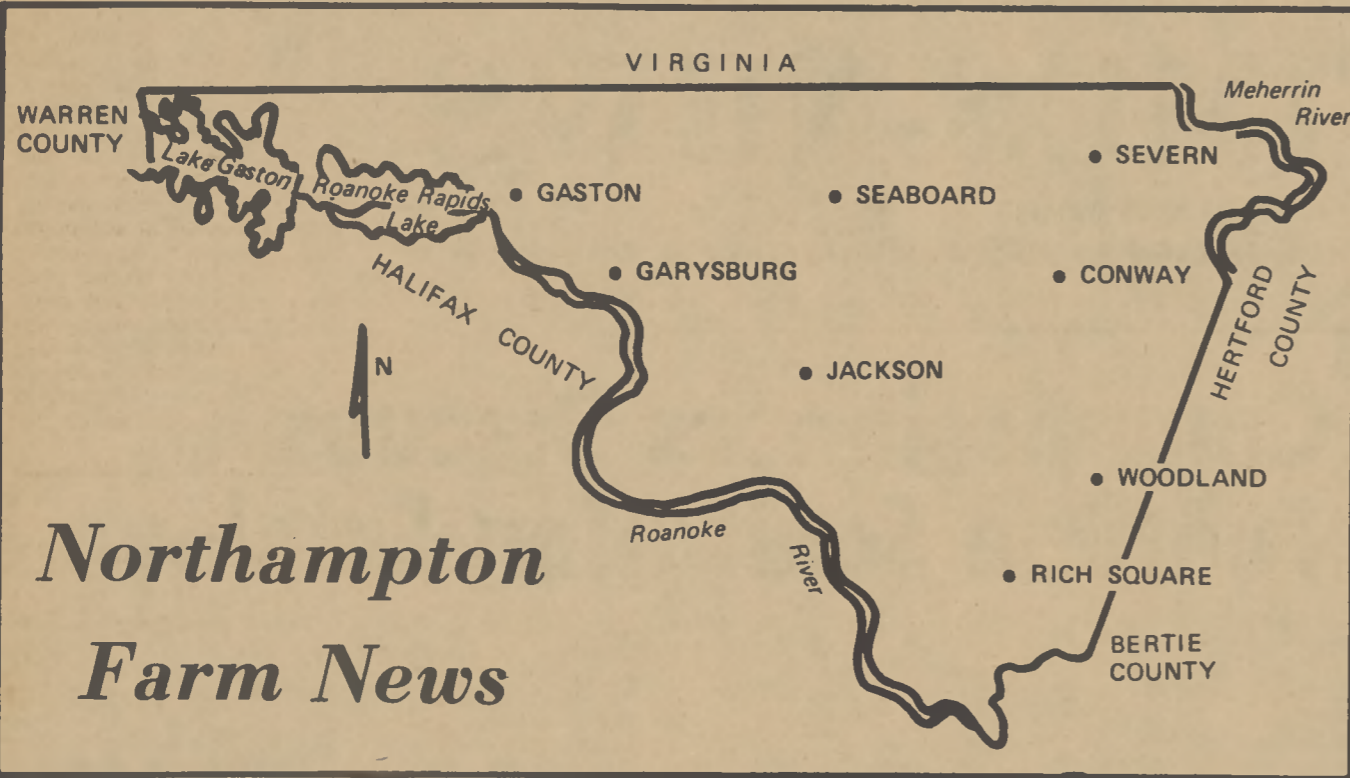 VIRGINIA
Meherrin
River
WARREN
COUNTY
SEVERN
Lake Gaston
Roanoke Rapids
Lake
GASTON
SEABOARD
GARYSBURG
CONWAY
HALIFAX COUNTY
HERTFORD
COUNTY
N
JACKSON
WOODLAND
Roanoke
River
RICH SQUARE
Northampton
Farm News
BERTIE
COUNTY